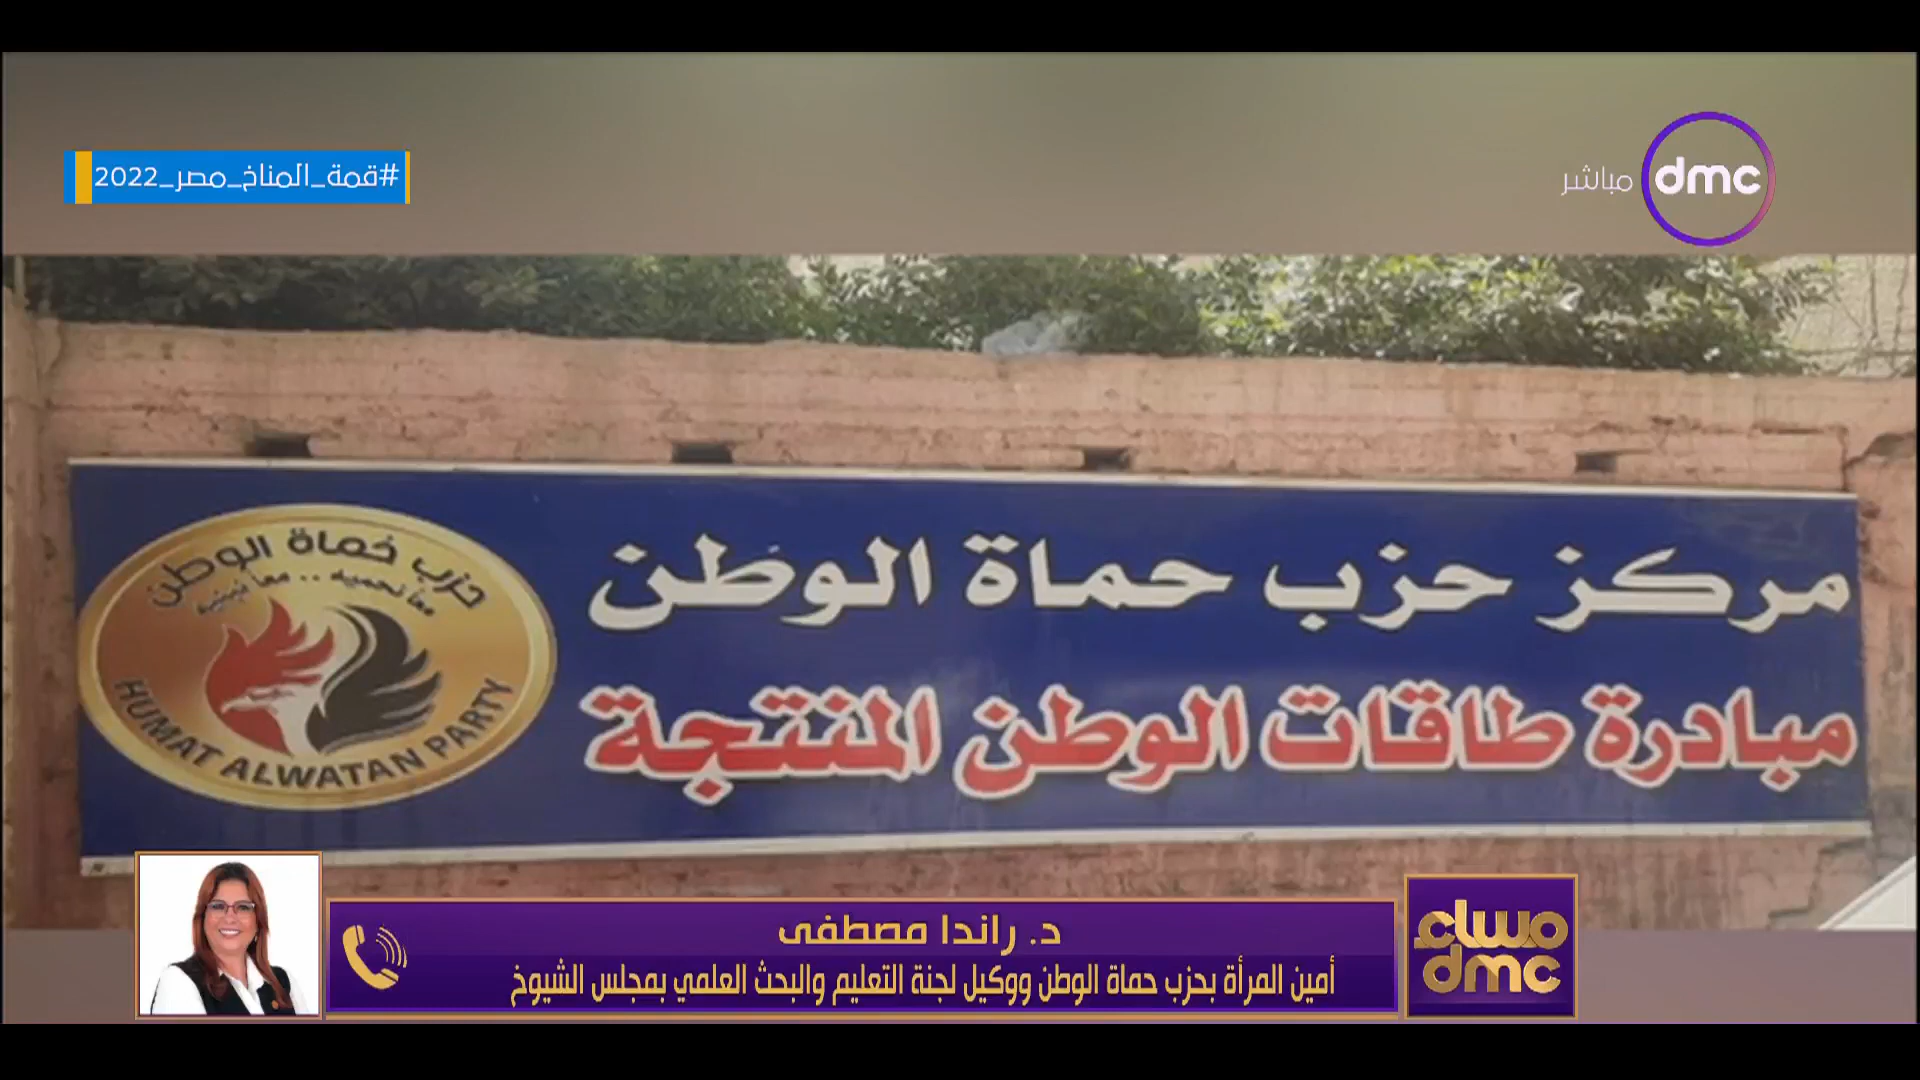 #قمة_المناخ_مصر_2022
مباشر
dmc
مركز حزب حماة الوطن
مبادرة طاقات الوطن المنتجة
حزب حماة الوطن
معاً نحميه .. معاً نبنيه
HUMAT ALWATAN PARTY
د. راندا مصطفى
أمين المرأة بحزب حماة الوطن ووكيل لجنة التعليم والبحث العلمي بمجلس الشيوخ
مساء
dmc